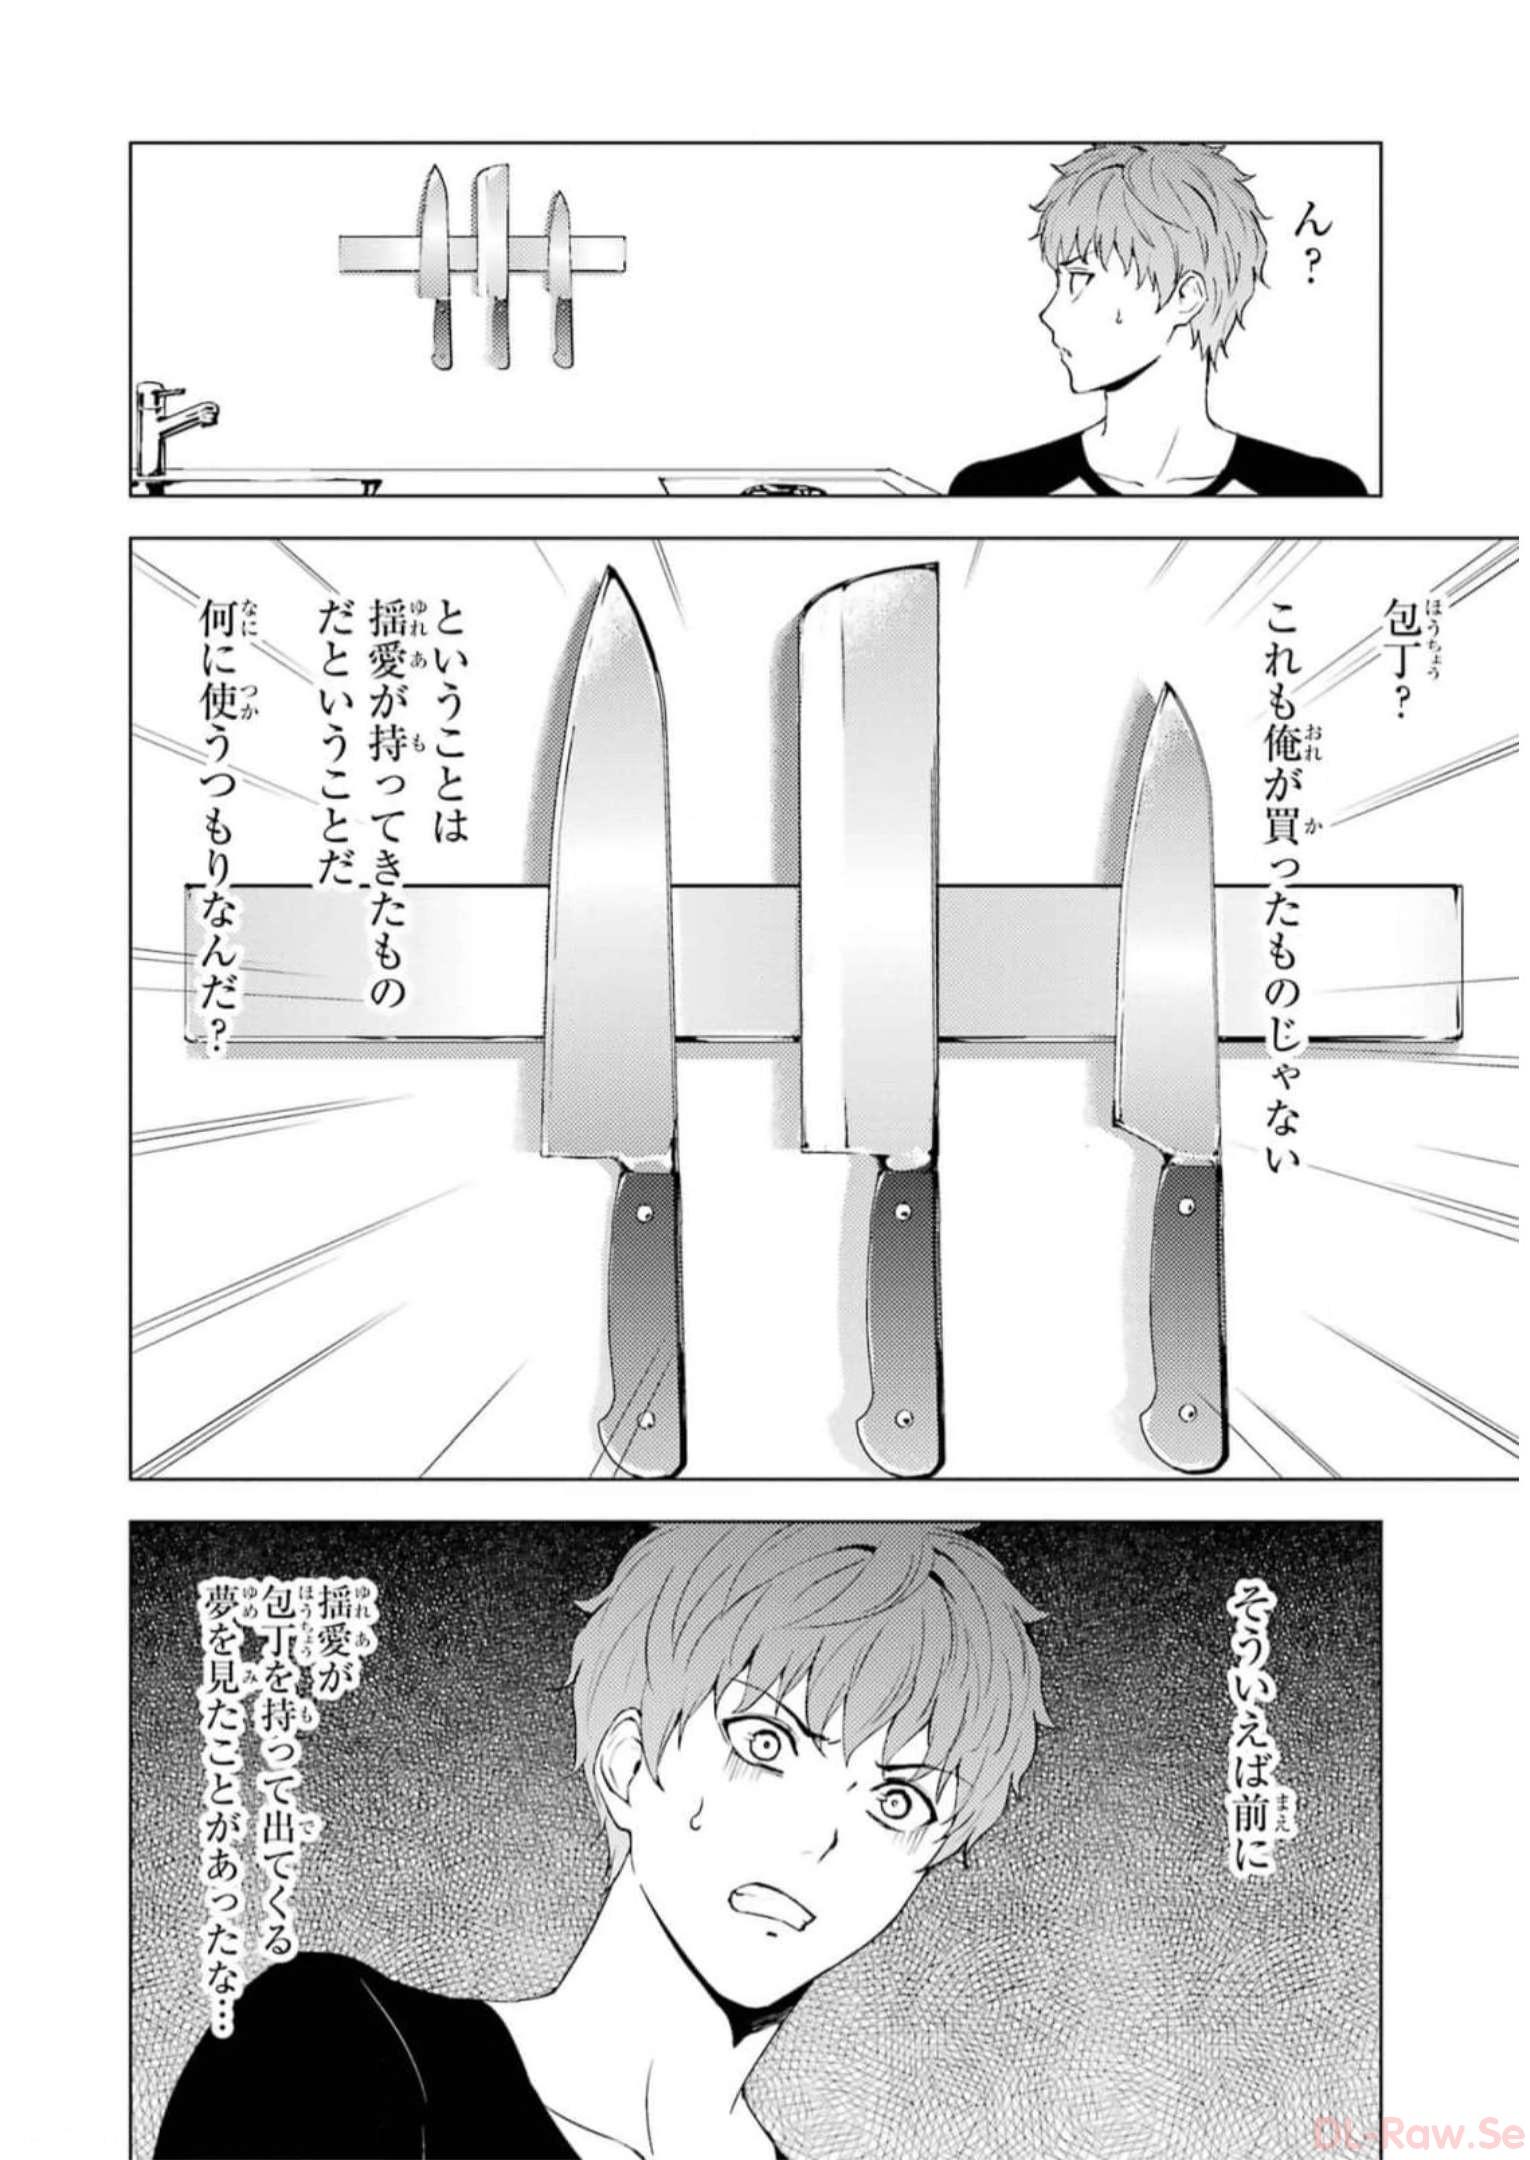 ん？
包丁？
これも俺が買ったものじゃない
ということは
揺愛が持ってきたもの
だということだ
何に使うつもりなんだ？
そういえば前に
揺愛が
包丁を持って出てくる
夢を見たことがあったな…
DL-Raw.Se